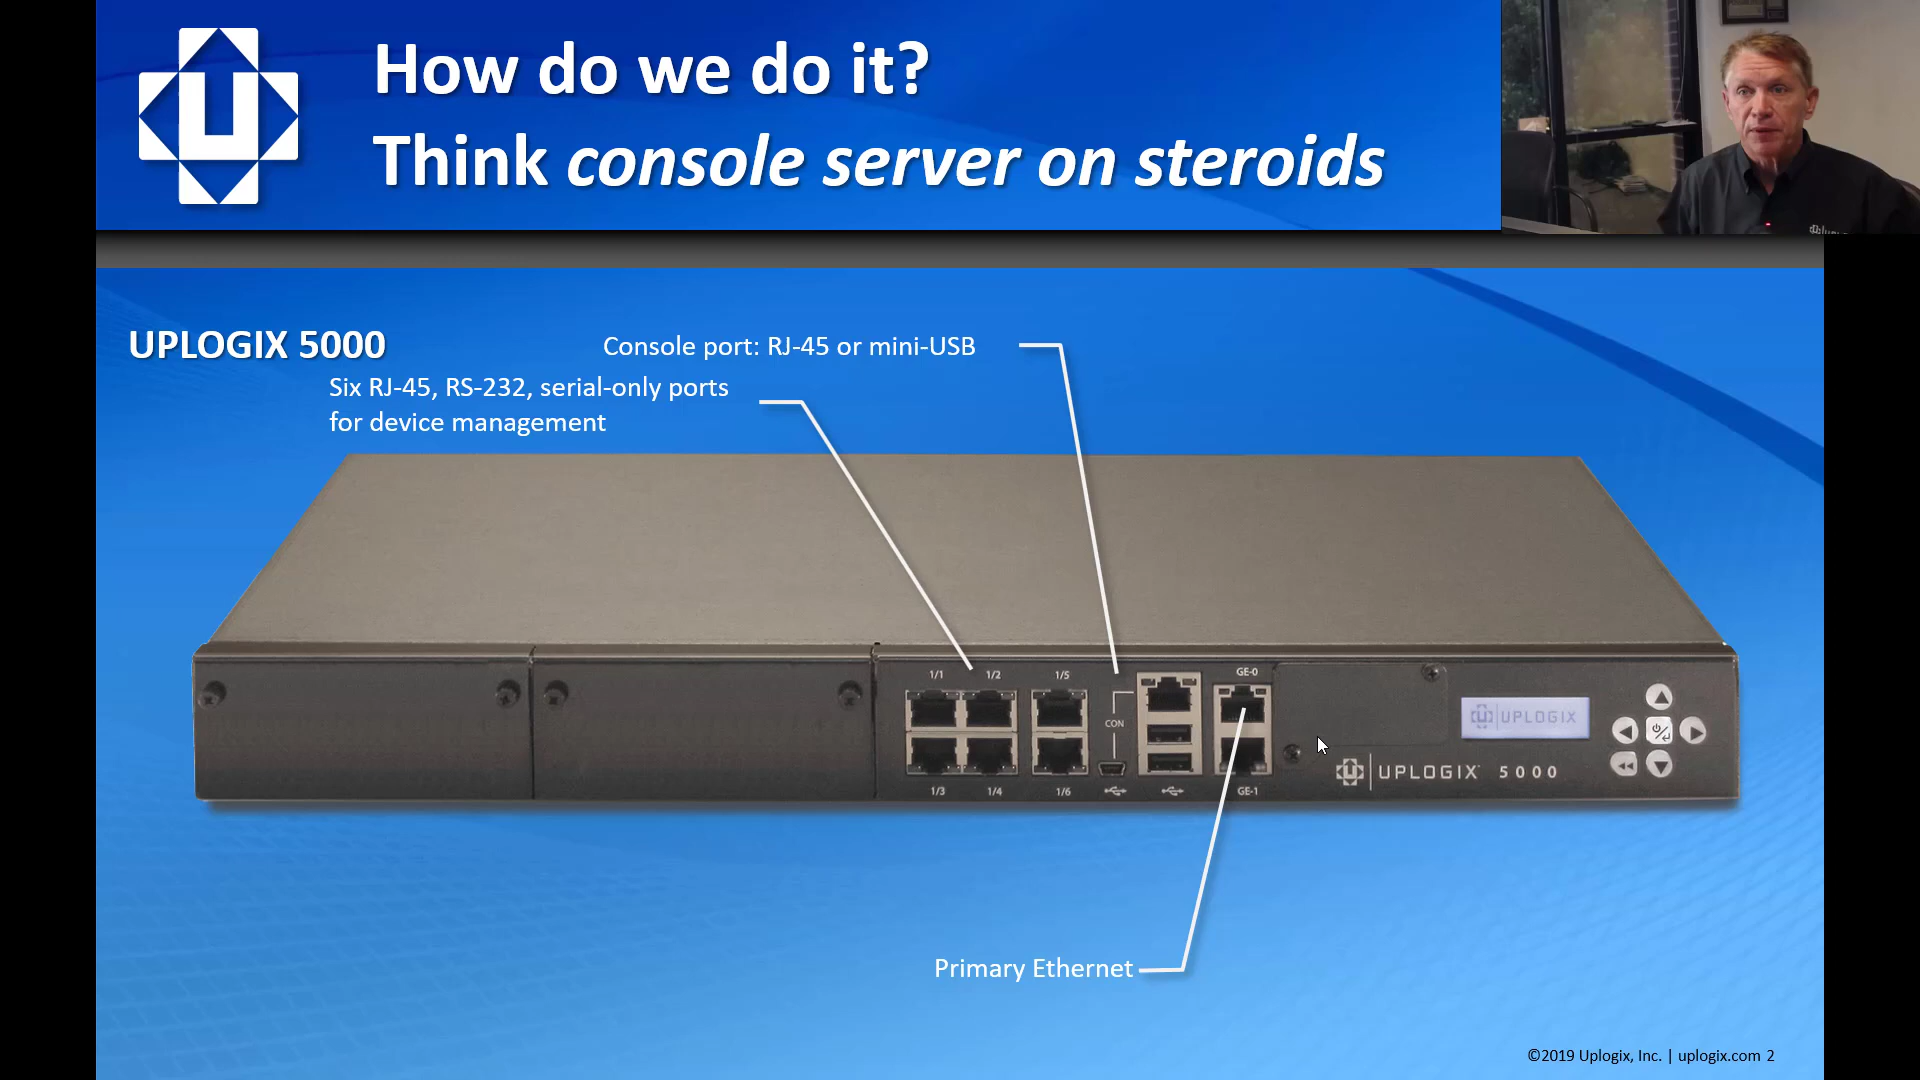 How do we do it?
Think console server on steroids
UPLOGIX 5000
Console port: RJ-45 or mini-USB
Six RJ-45, RS-232, serial-only ports
for device management
1/1
1/2
1/5
GE-0
CON
UPLOGIX
UPLOGIX 5000
1/3
1/4
1/6
GE-1
Primary Ethernet
©2019 Uplogix, Inc. | uplogix.com 2